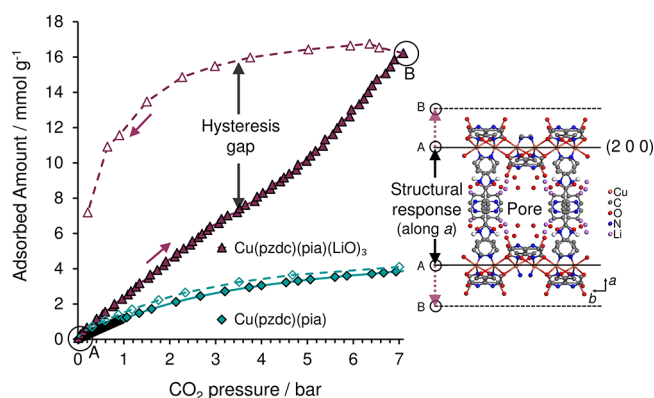 18
16
14
12
10
8
6
4
2
0
Adsorbed Amount / mmol g⁻¹
B
Hysteresis
gap
Cu(pzdc)(pia)(LiO)₃
Cu(pzdc)(pia)
A
0 1 2 3 4 5 6 7
CO₂ pressure / bar
B
A
(2 0 0)
Structural
response
(along a)
Pore
Cu
C
O
N
Li
A
B
a
b